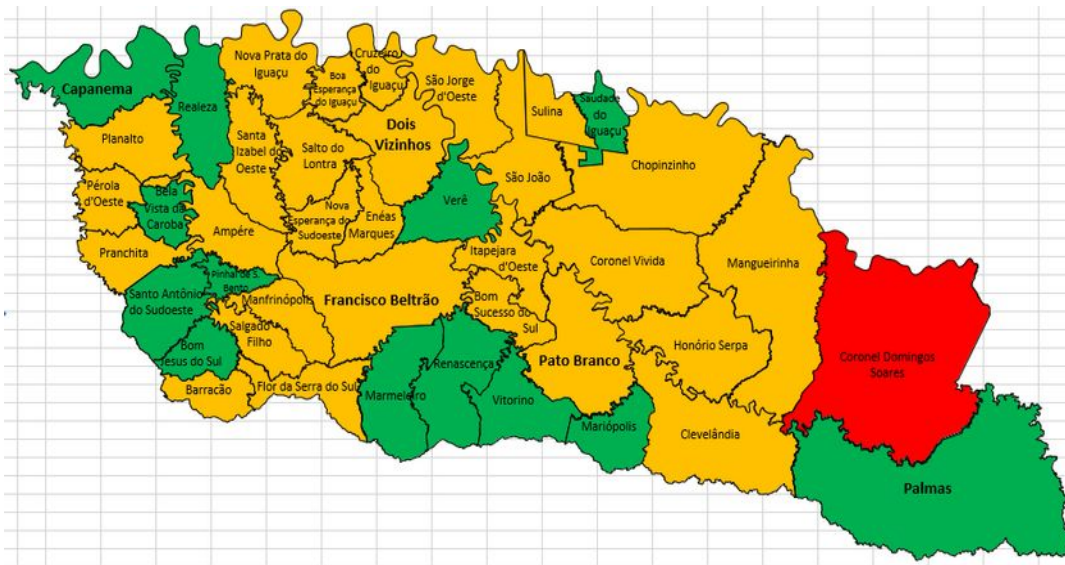 Capanema
Realeza
Nova Prata do
Iguaçu
Boa
Esperança
do Iguaçu
Cruzeiro
do
Iguaçu
São Jorge
d'Oeste
Sulina
Saudade
do
Iguaçu
Planalto
Santa
Izabel do
Oeste
Salto do
Lontra
Dois
Vizinhos
São João
Chopinzinho
Pérola
d'Oeste
Bela
Vista da
Caroba
Ampére
Nova
Esperança do
Sudoeste
Enéas
Marques
Verê
Pranchita
Itapejara
d'Oeste
Coronel Vivida
Mangueirinha
Santo Antônio
do Sudoeste
Pinhal de S.
Bento
Manfrinópolis
Francisco Beltrão
Bom
Sucesso do
Sul
Salgado
Filho
Bom
Jesus do Sul
Renascença
Pato Branco
Honório Serpa
Coronel Domingos
Soares
Barracão
Flor da Serra do Sul
Marmeleiro
Vitorino
Mariópolis
Clevelândia
Palmas